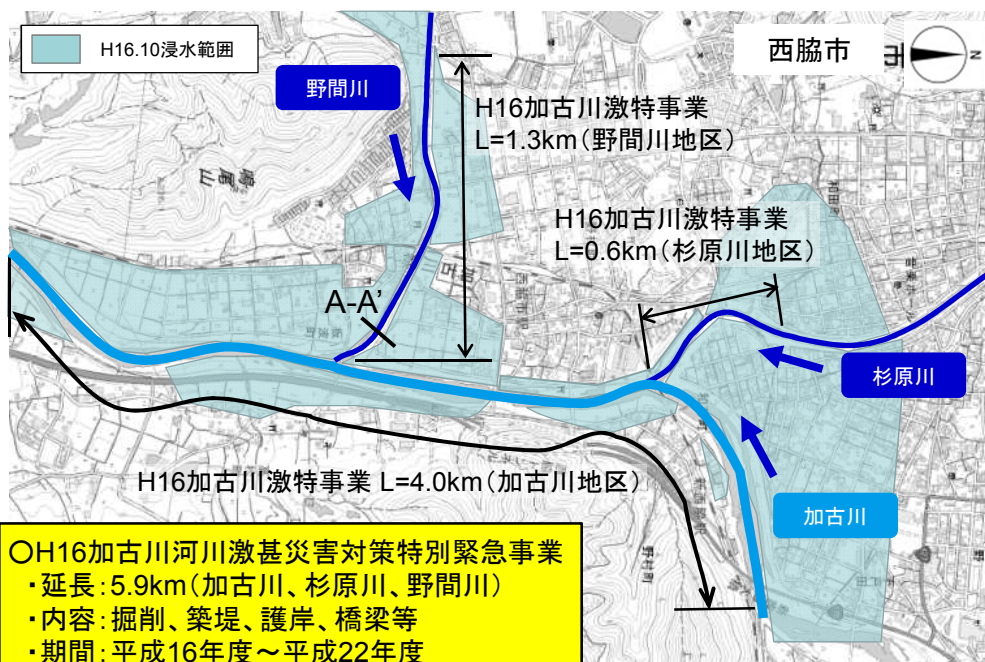 H16.10浸水範囲
西脇市
N
野間川
H16加古川激特事業
L=1.3km(野間川地区)
H16加古川激特事業
L=0.6km(杉原川地区)
A-A'
杉原川
H16加古川激特事業 L=4.0km(加古川地区)
加古川
○H16加古川河川激甚災害対策特別緊急事業
・延長:5.9km(加古川、杉原川、野間川)
・内容:掘削、築堤、護岸、橋梁等
・期間:平成16年度~平成22年度